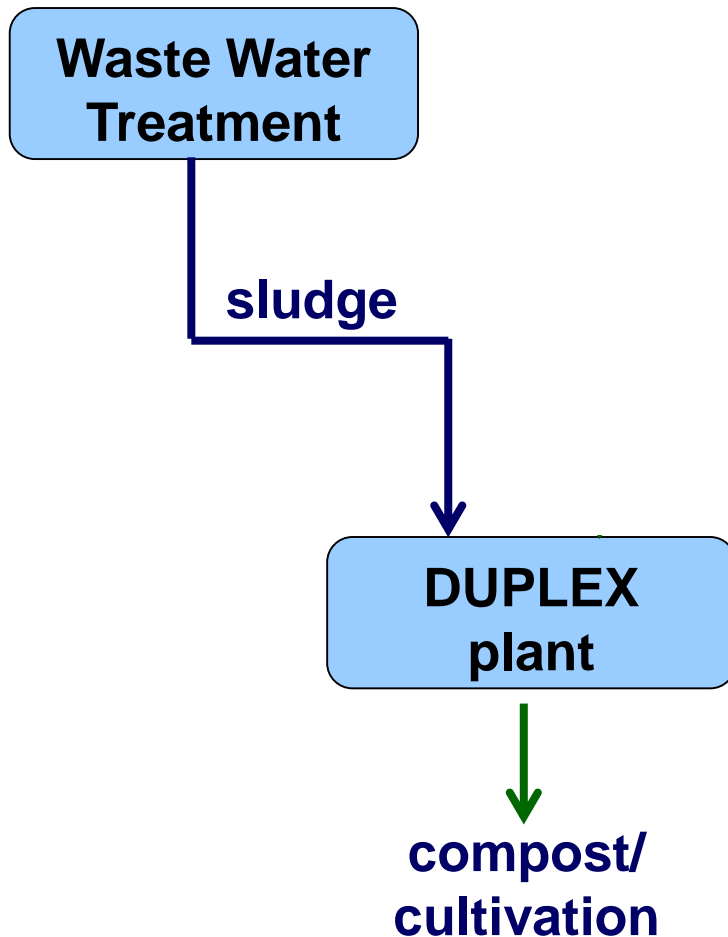 Waste Water
Treatment
sludge
DUPLEX
plant
compost/
cultivation